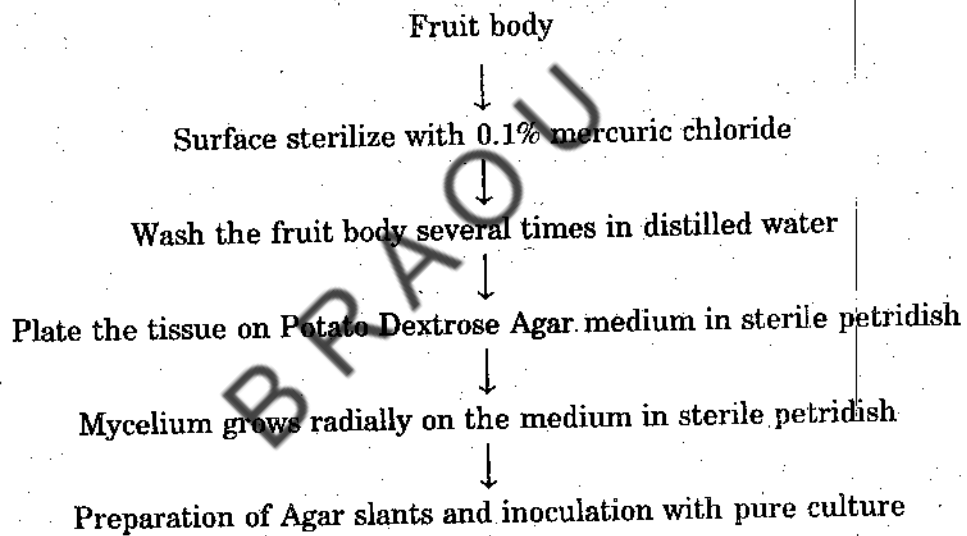 Fruit body
↓
Surface sterilize with 0.1% mercuric chloride
↓
Wash the fruit body several times in distilled water
↓
Plate the tissue on Potato Dextrose Agar medium in sterile petridish
↓
Mycelium grows radially on the medium in sterile petridish
↓
Preparation of Agar slants and inoculation with pure culture
BRAOU